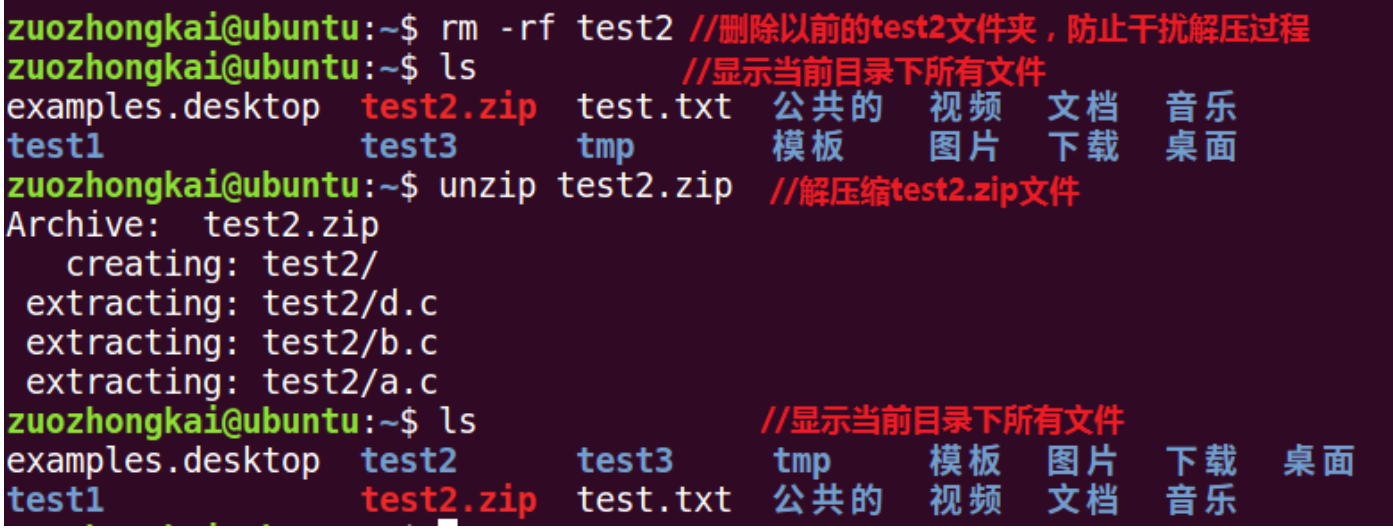 zuozhongkai@ubuntu:~$ rm -rf test2 //删除以前的test2文件夹，防止干扰解压过程
zuozhongkai@ubuntu:~$ ls //显示当前目录下所有文件
examples.desktop test2.zip test.txt 公共的 视频 文档 音乐
test1 test3 tmp 模板 图片 下载 桌面
zuozhongkai@ubuntu:~$ unzip test2.zip //解压缩test2.zip文件
Archive:  test2.zip
   creating: test2/
 extracting: test2/d.c
 extracting: test2/b.c
 extracting: test2/a.c
zuozhongkai@ubuntu:~$ ls //显示当前目录下所有文件
examples.desktop test2 test3 tmp 模板 图片 下载 桌面
test1 test2.zip test.txt 公共的 视频 文档 音乐